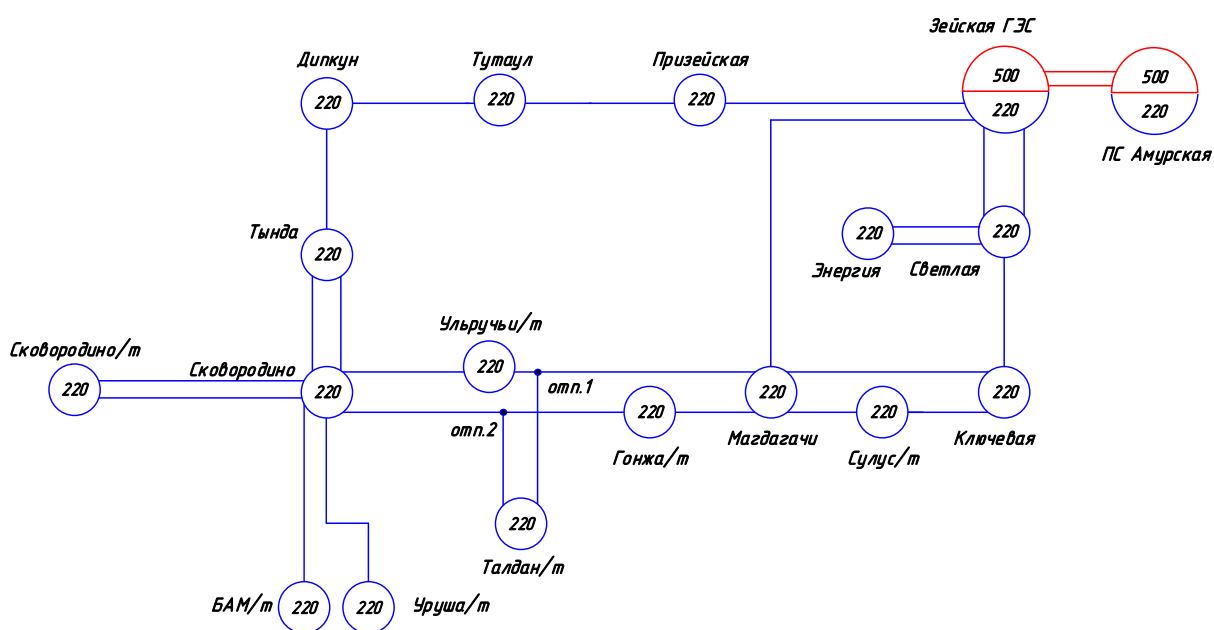 Зейская ГЭС
Дипкун
Тутаул
Призейская
500
500
220
220
220
220
220
ПС Амурская
Тында
220
220
220
Энергия
Светлая
Ульручьи/т
Сковородино/т
Сковородино
220
220
220
отп.1
220
220
220
220
220
отп.2
Гонжа/т
Магдагачи
Сулус/т
Ключевая
220
Талдан/т
БАМ/т
220
220
Уруша/т